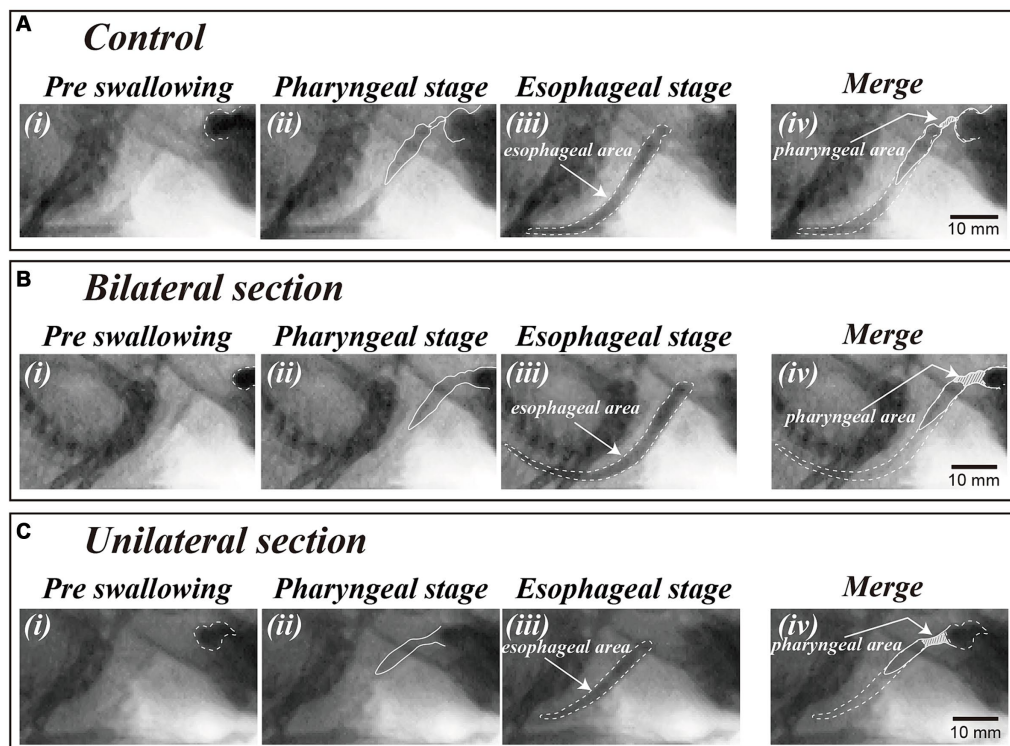 A
Control
Pre swallowing Pharyngeal stage Esophageal stage Merge
(i) (ii) (iii) (iv)
esophageal area pharyngeal area
10 mm
B
Bilateral section
Pre swallowing Pharyngeal stage Esophageal stage Merge
(i) (ii) (iii) (iv)
esophageal area pharyngeal area
10 mm
C
Unilateral section
Pre swallowing Pharyngeal stage Esophageal stage Merge
(i) (ii) (iii) (iv)
esophageal area pharyngeal area
10 mm